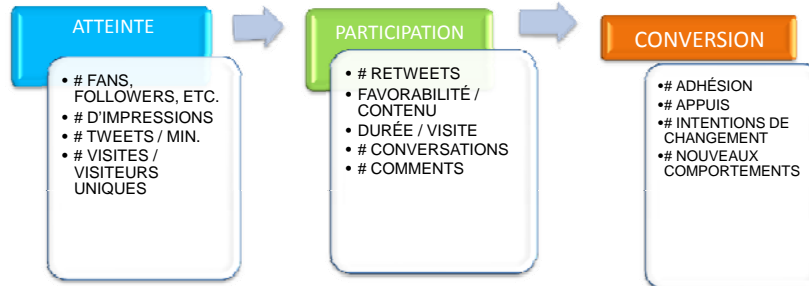 ATTEINTE
• # FANS,
FOLLOWERS, ETC.
• # D'IMPRESSIONS
• # TWEETS / MIN.
• # VISITES /
VISITEURS
UNIQUES
PARTICIPATION
• # RETWEETS
• FAVORABILITÉ /
CONTENU
• DURÉE / VISITE
• # CONVERSATIONS
• # COMMENTS
CONVERSION
•# ADHÉSION
•# APPUIS
•# INTENTIONS DE
CHANGEMENT
•# NOUVEAUX
COMPORTEMENTS